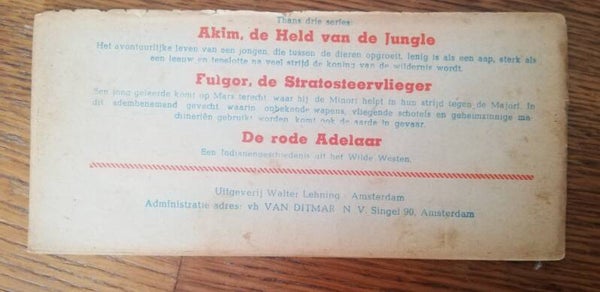 Thans drie series:
Akim, de Held van de Jungle
Het avontuurlijke leven van een jongen, die tussen de dieren opgroeit, lenig is als een aap, sterk als
een leeuw en tenslotte na veel strijd de koning van de wildernis wordt.
Fulgor, de Stratosfeervlieger
Een jong geleerde komt op Mars terecht, waar hij de Minori helpt in hun strijd tegen de Majori. In
dit adembenemend gevecht waarin onbekende wapens, vliegende schotels en geheimzinnige ma-
chinerieën gebruikt worden, komt ook de aarde in gevaar.
De rode Adelaar
Een Indianengeschiedenis uit het Wilde Westen.
Uitgeverij Walter Lehning - Amsterdam
Administratie adres: vh VAN DITMAR N V. Singel 90, Amsterdam